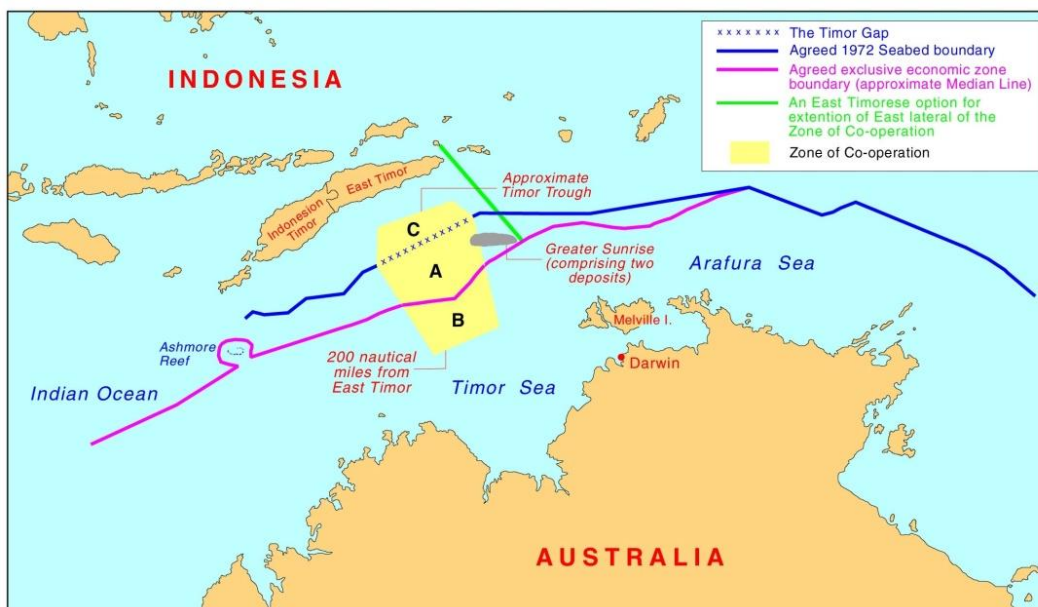 x x x x x x x The Timor Gap
Agreed 1972 Seabed boundary
Agreed exclusive economic zone
boundary (approximate Median Line)
An East Timorese option for
extention of East lateral of the
Zone of Co-operation
Zone of Co-operation
INDONESIA
East Timor
Indonesion
Timor
Approximate
Timor Trough
C
x x x x x x x x x x x
A
B
Greater Sunrise
(comprising two
deposits)
Arafura Sea
Melville I.
Darwin
Ashmore
Reef
200 nautical
miles from
East Timor
Timor Sea
Indian Ocean
AUSTRALIA